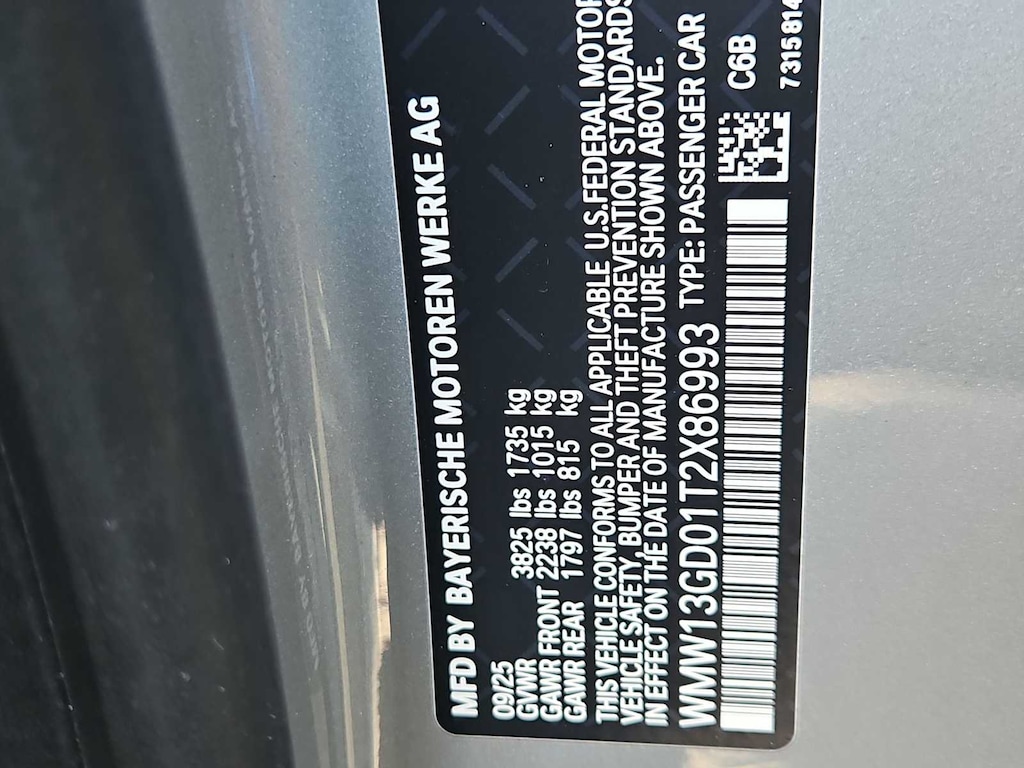 MFD BY BAYERISCHE MOTOREN WERKE AG
09/25
GVWR 3825 lbs 1735 kg
GAWR FRONT 2238 lbs 1015 kg
GAWR REAR 1797 lbs 815 kg
THIS VEHICLE CONFORMS TO ALL APPLICABLE U.S.FEDERAL MOTOR
VEHICLE SAFETY, BUMPER AND THEFT PREVENTION STANDARDS
IN EFFECT ON THE DATE OF MANUFACTURE SHOWN ABOVE.
WMW13GD01T2X86993 TYPE: PASSENGER CAR
C6B
7315814